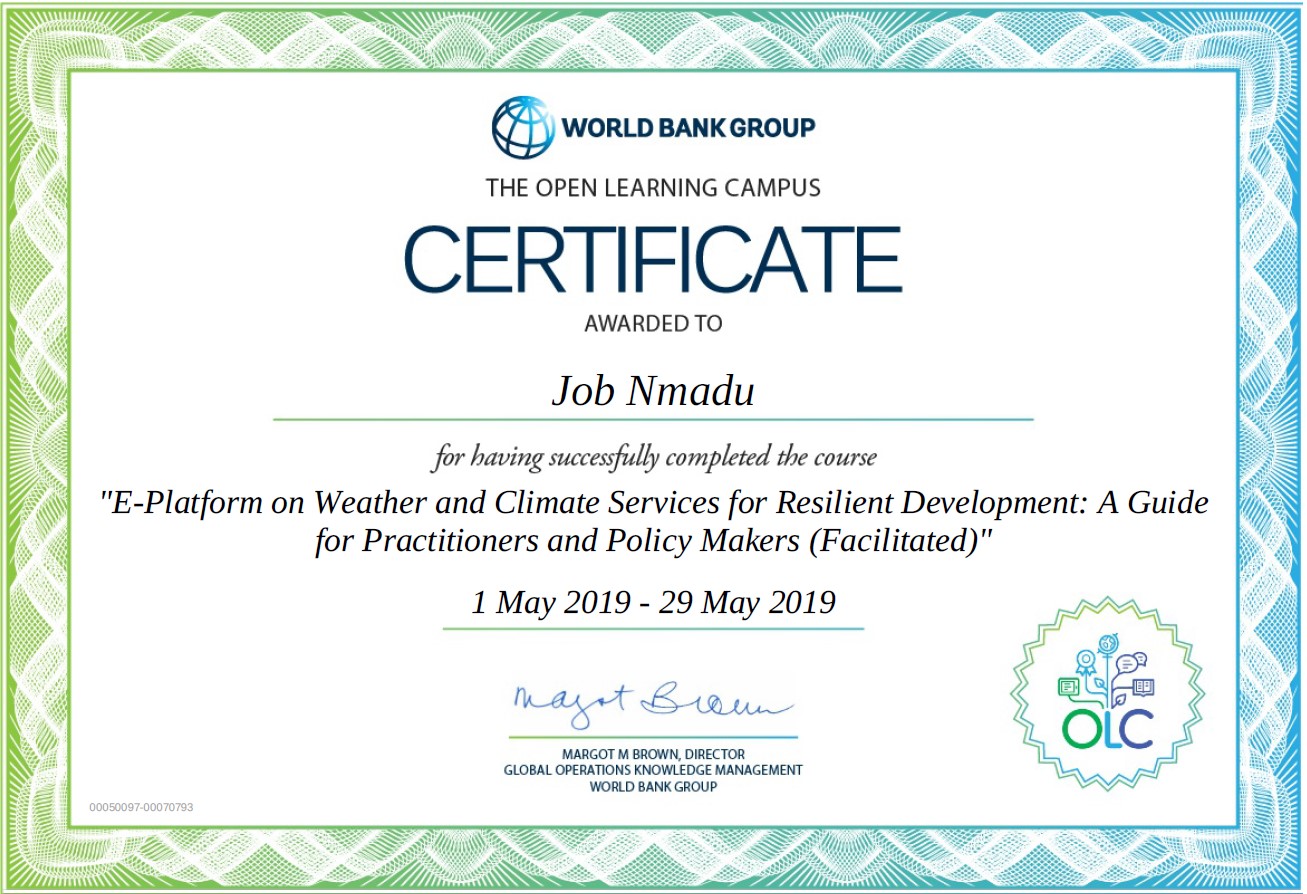 WORLD BANK GROUP
THE OPEN LEARNING CAMPUS
CERTIFICATE
AWARDED TO
Job Nmadu
for having successfully completed the course
"E-Platform on Weather and Climate Services for Resilient Development: A Guide
for Practitioners and Policy Makers (Facilitated)"
1 May 2019 - 29 May 2019
Margot Brown
MARGOT M BROWN, DIRECTOR
GLOBAL OPERATIONS KNOWLEDGE MANAGEMENT
WORLD BANK GROUP
OLC
00050097-00070793